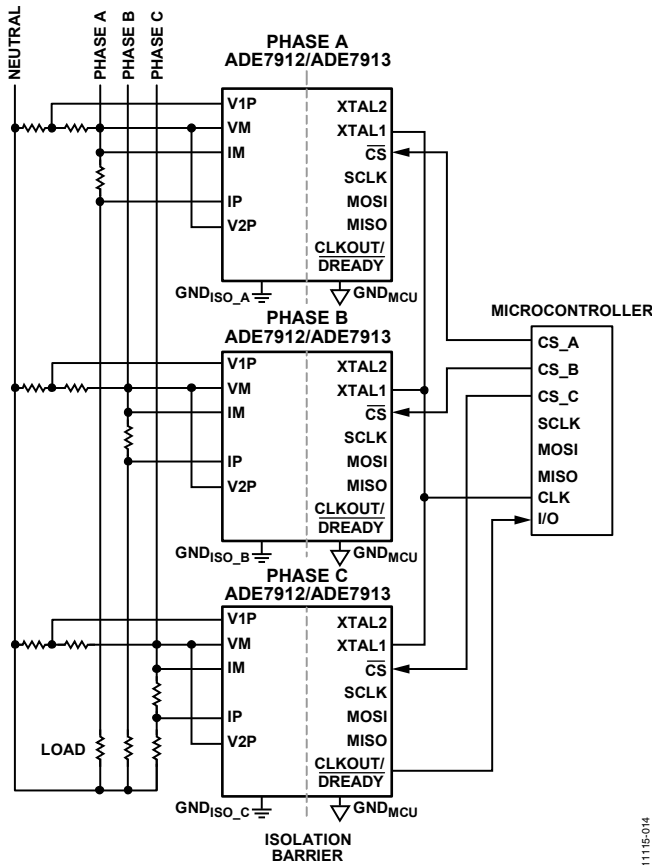 NEUTRAL
PHASE A
PHASE B
PHASE C
PHASE A
ADE7912/ADE7913
V1P
VM
IM
IP
V2P
XTAL2
XTAL1
CS
SCLK
MOSI
MISO
CLKOUT/
DREADY
GNDISO_A
GNDMCU
PHASE B
ADE7912/ADE7913
V1P
VM
IM
IP
V2P
XTAL2
XTAL1
CS
SCLK
MOSI
MISO
CLKOUT/
DREADY
GNDISO_B
GNDMCU
MICROCONTROLLER
CS_A
CS_B
CS_C
SCLK
MOSI
MISO
CLK
I/O
PHASE C
ADE7912/ADE7913
V1P
VM
IM
IP
V2P
XTAL2
XTAL1
CS
SCLK
MOSI
MISO
CLKOUT/
DREADY
LOAD
GNDISO_C
GNDMCU
ISOLATION
BARRIER
11115-014